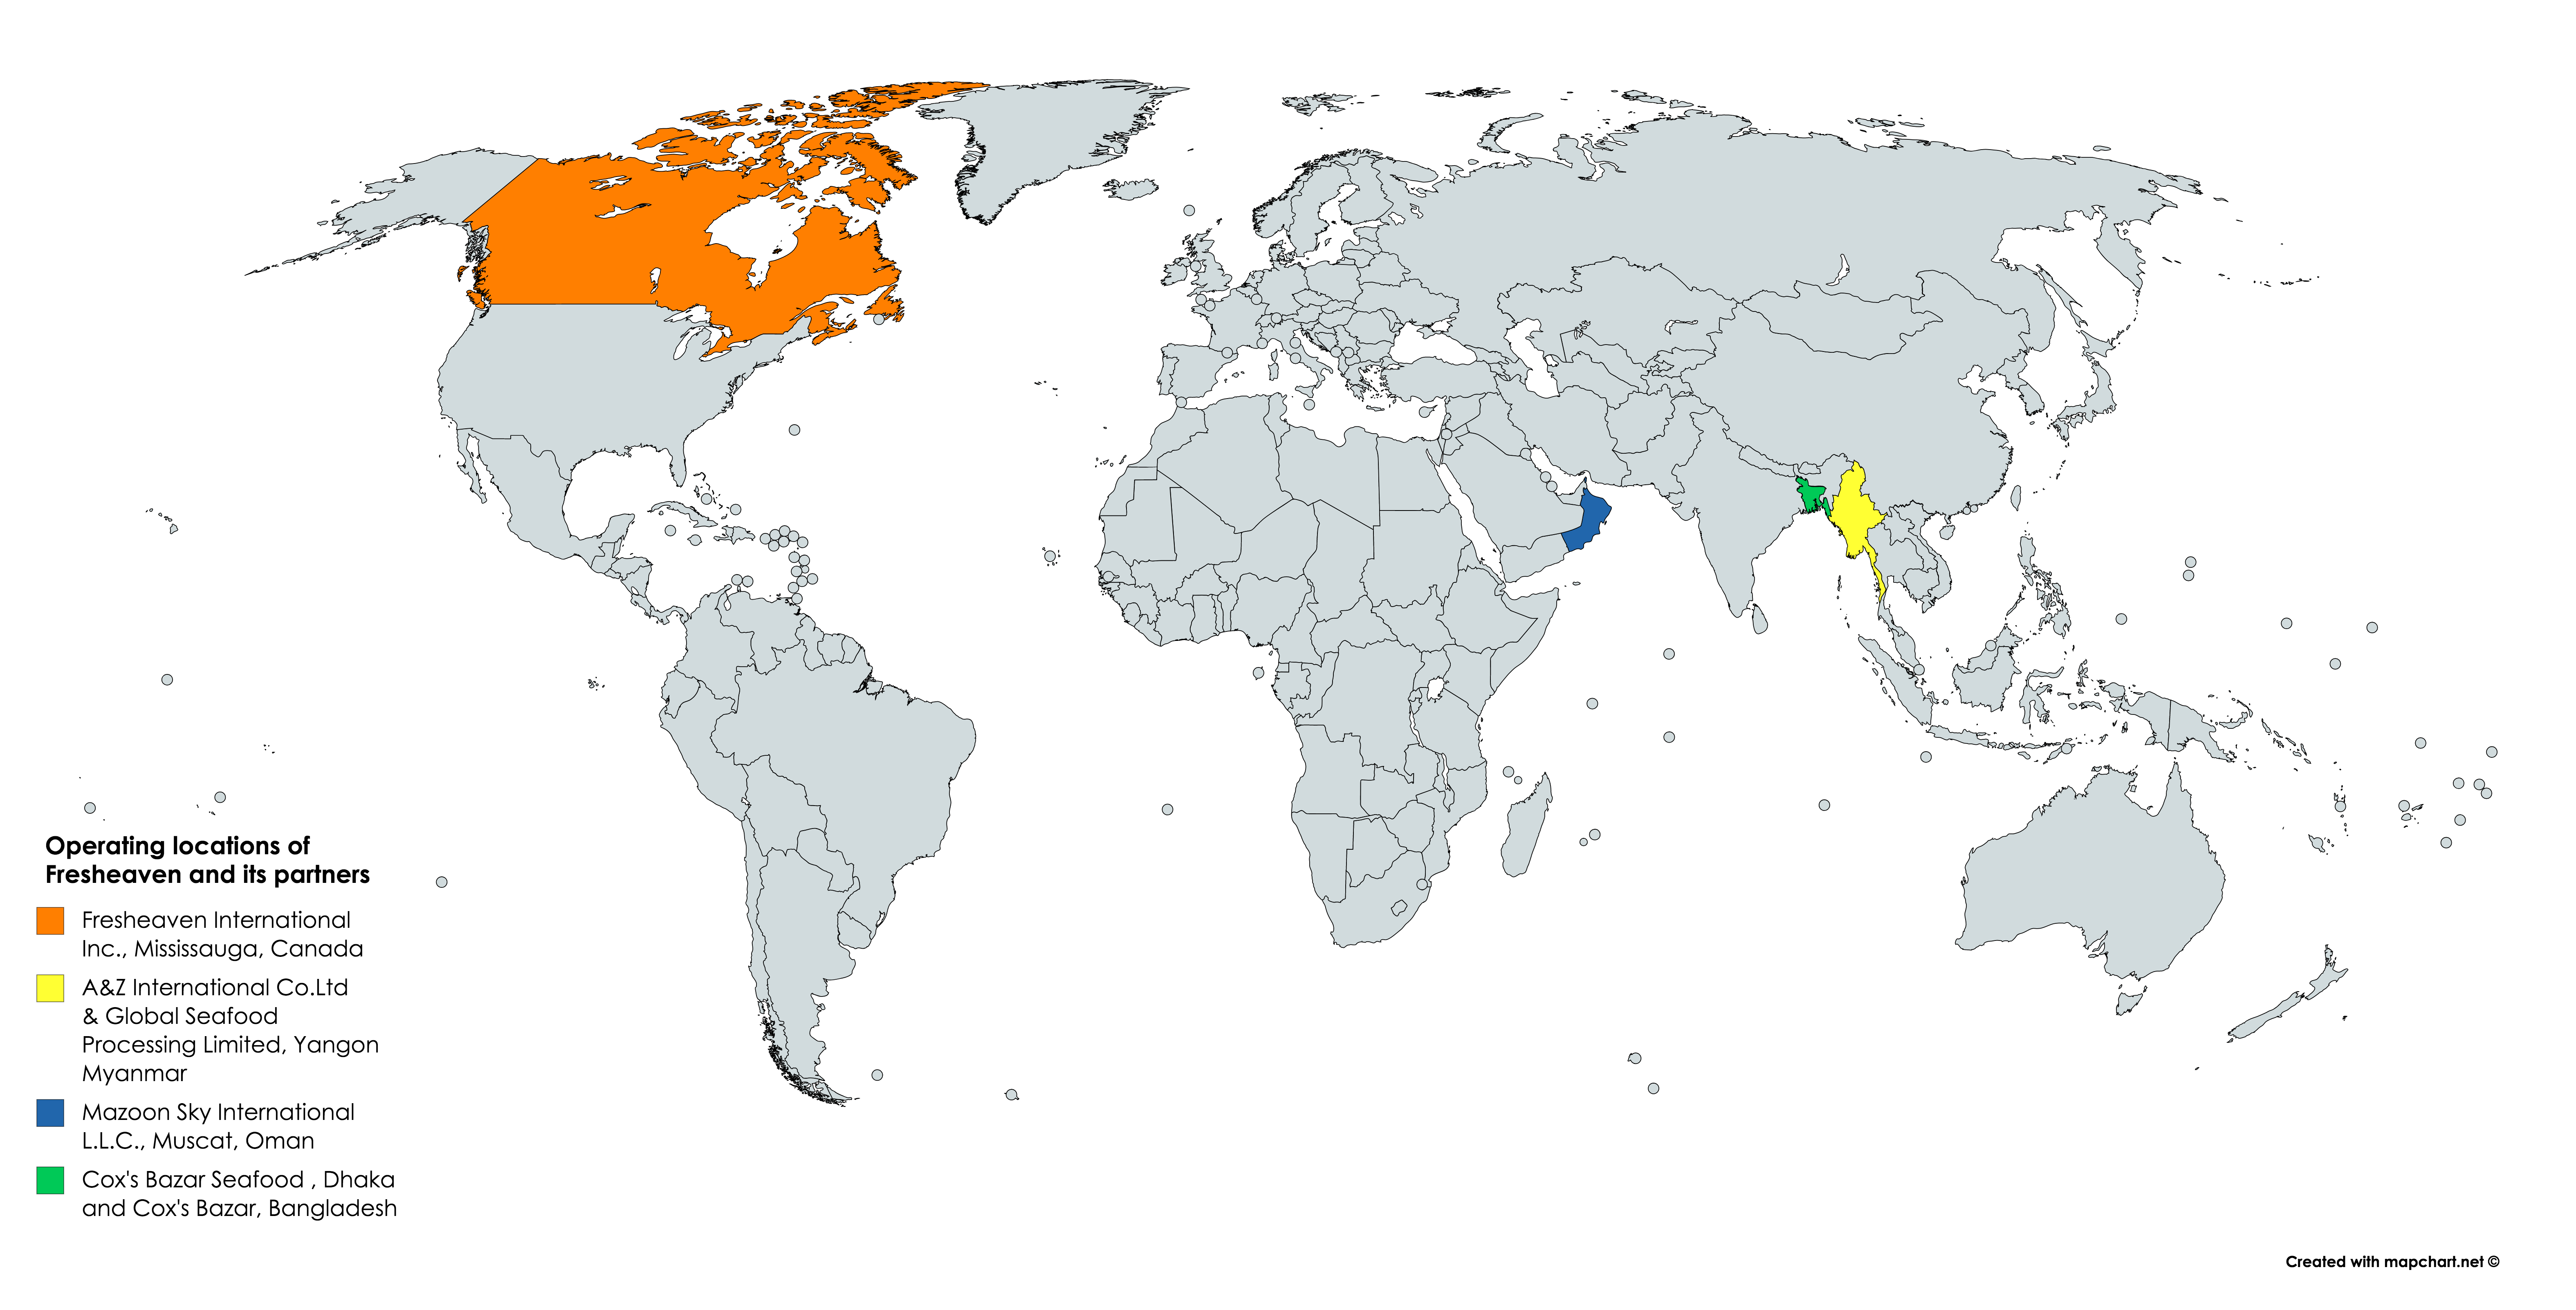 Operating locations of
Fresheaven and its partners
Fresheaven International
Inc., Mississauga, Canada
A&Z International Co.Ltd
& Global Seafood
Processing Limited, Yangon
Myanmar
Mazoon Sky International
L.L.C., Muscat, Oman
Cox's Bazar Seafood , Dhaka
and Cox's Bazar, Bangladesh
Created with mapchart.net ©